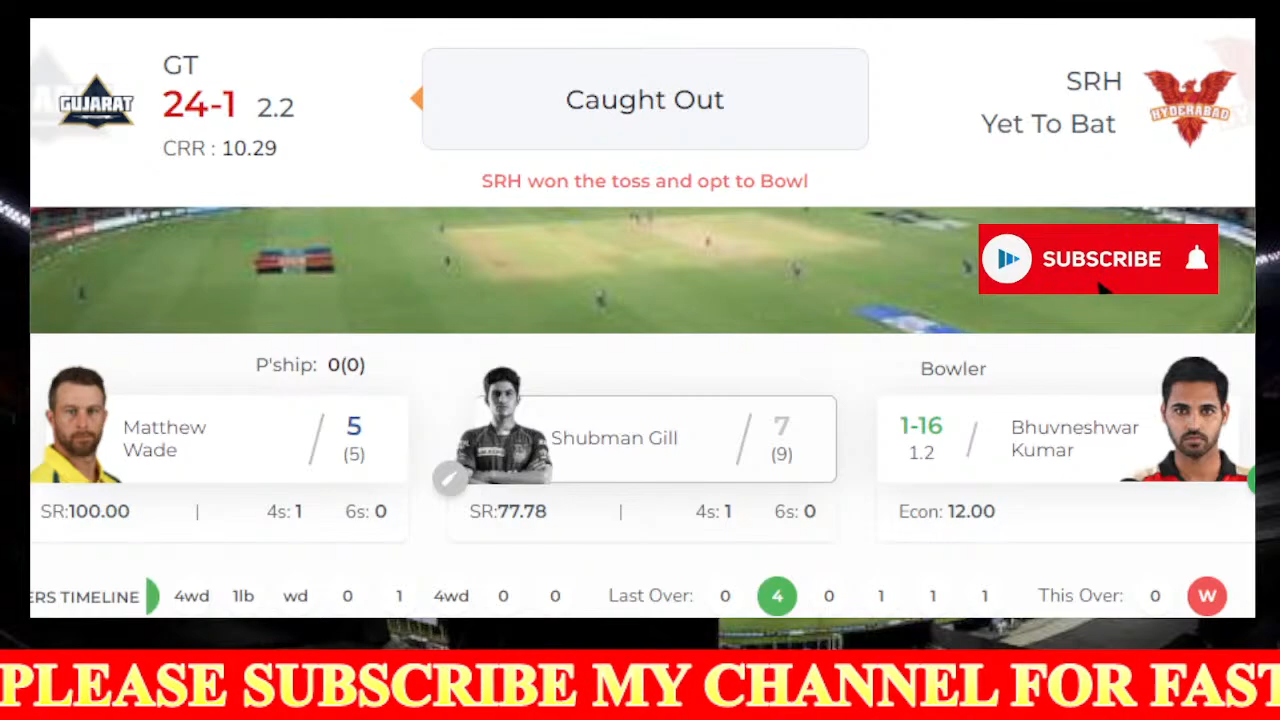 GT
24-1 2.2
CRR : 10.29
GUJARAT
Caught Out
SRH won the toss and opt to Bowl
SRH
Yet To Bat
HYDERABAD
SUBSCRIBE
P'ship: 0(0)
Matthew
Wade
5
(5)
SR:100.00 | 4s: 1 6s: 0
Shubman Gill
7
(9)
SR:77.78 | 4s: 1 6s: 0
Bowler
1-16
1.2
Bhuvneshwar
Kumar
Econ: 12.00
ERS TIMELINE 4wd 1lb wd 0 1 4wd 0 0 Last Over: 0 4 0 1 1 1 This Over: 0 W
PLEASE SUBSCRIBE MY CHANNEL FOR FAST